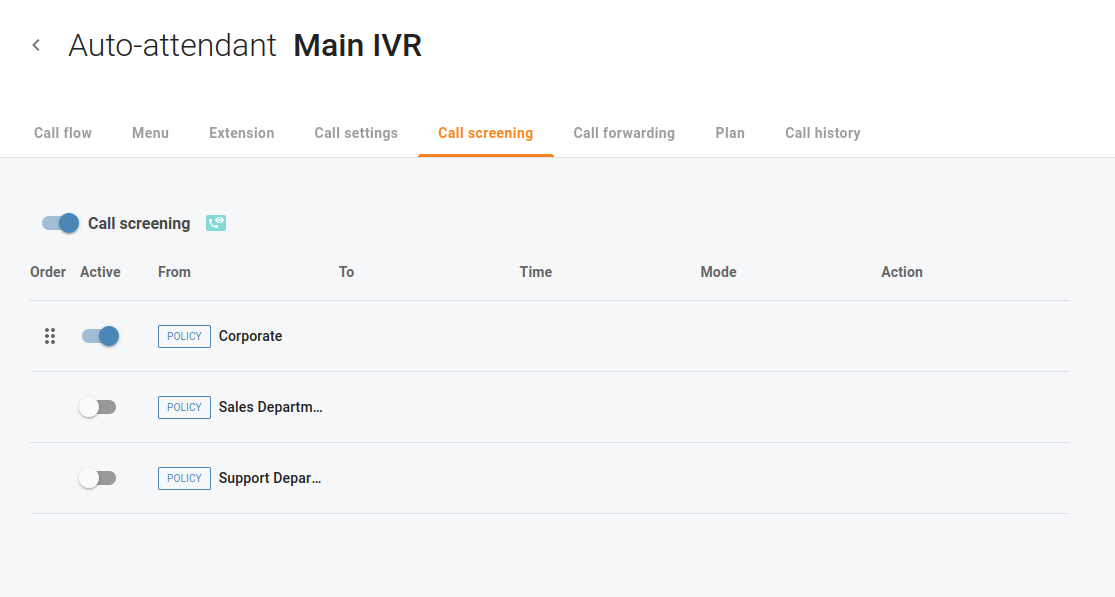 Auto-attendant Main IVR
Call flow Menu Extension Call settings Call screening Call forwarding Plan Call history
Call screening
Order Active From To Time Mode Action
POLICY Corporate
POLICY Sales Departm...
POLICY Support Depar...